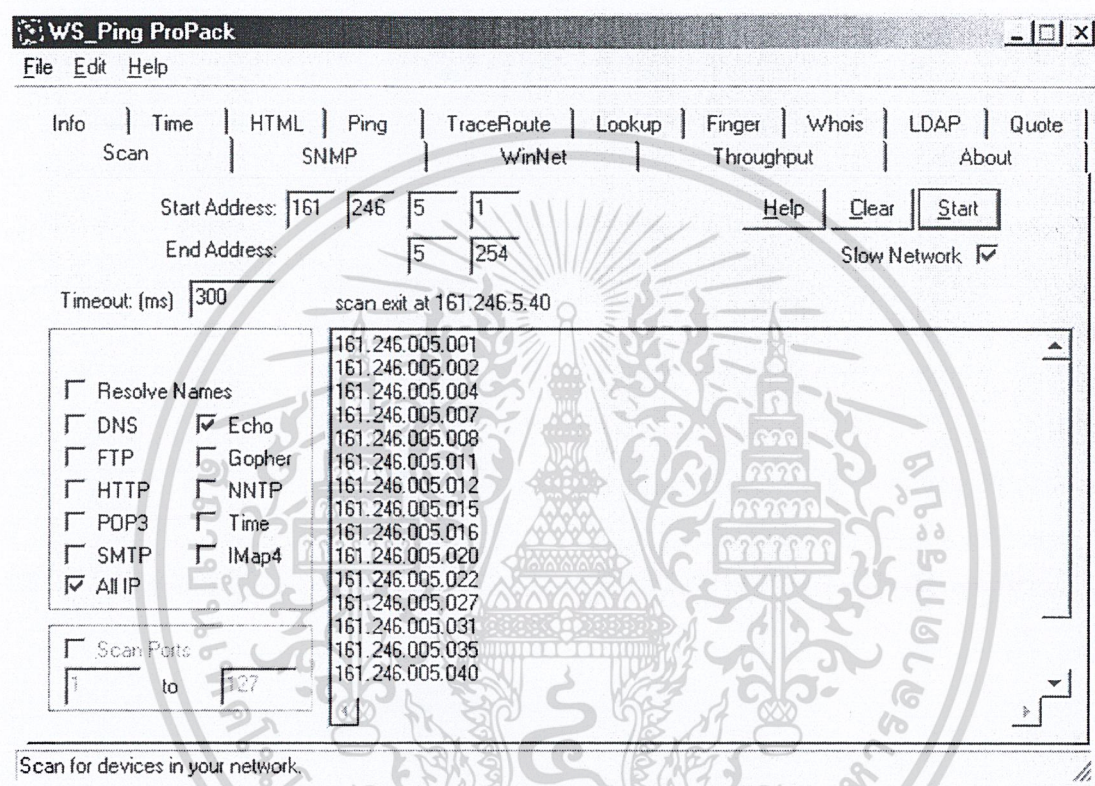 WS_Ping ProPack
File Edit Help
Info Time HTML Ping TraceRoute Lookup Finger Whois LDAP Quote
Scan SNMP WinNet Throughput About
Start Address: 161 246 5 1 Help Clear Start
End Address: 5 254 Slow Network
Timeout: (ms) 300 scan exit at 161.246.5.40
Resolve Names
DNS Echo
FTP Gopher
HTTP NNTP
POP3 Time
SMTP IMap4
All IP
Scan Ports
1 to 127
161.246.005.001
161.246.005.002
161.246.005.004
161.246.005.007
161.246.005.008
161.246.005.011
161.246.005.012
161.246.005.015
161.246.005.016
161.246.005.020
161.246.005.022
161.246.005.027
161.246.005.031
161.246.005.035
161.246.005.040
Scan for devices in your network.